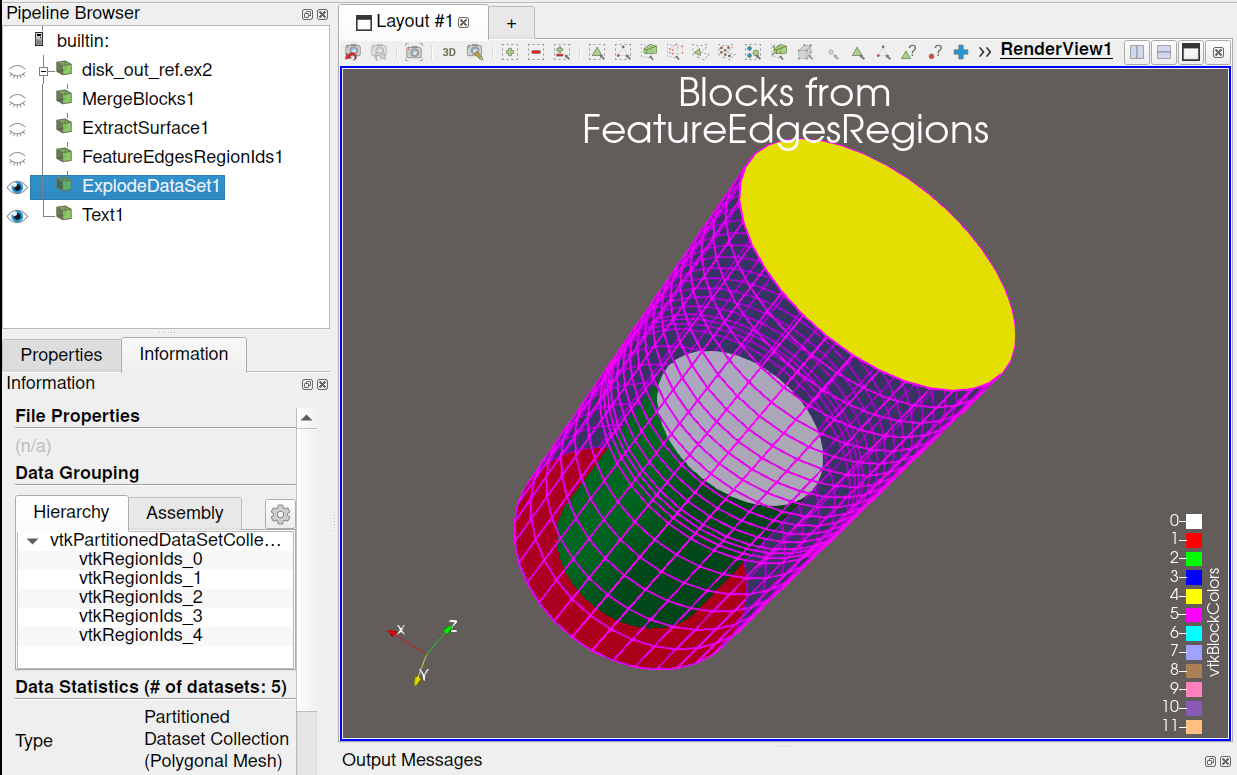 Pipeline Browser
builtin:
disk_out_ref.ex2
MergeBlocks1
ExtractSurface1
FeatureEdgesRegionIds1
ExplodeDataSet1
Text1
Properties
Information
Information
File Properties
(n/a)
Data Grouping
Hierarchy
Assembly
vtkPartitionedDataSetColle...
vtkRegionIds_0
vtkRegionIds_1
vtkRegionIds_2
vtkRegionIds_3
vtkRegionIds_4
Data Statistics (# of datasets: 5)
Type
Partitioned
Dataset Collection
(Polygonal Mesh)
Layout #1
+
3D
RenderView1
Blocks from
FeatureEdgesRegions
X
Z
Y
0
1
2
3
4
5
6
7
8
9
10
11
vtkBlockColors
Output Messages